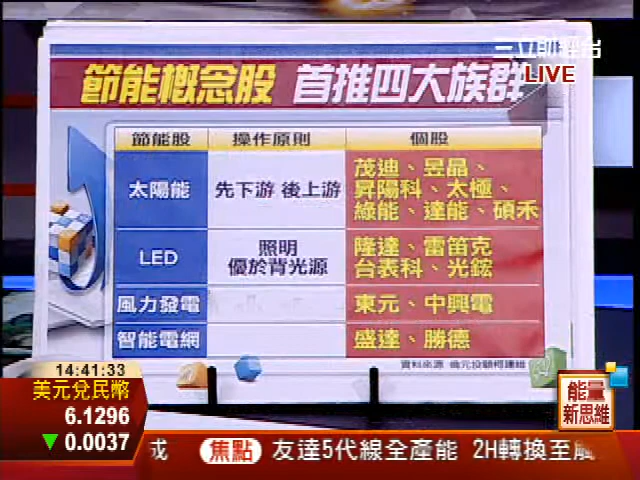 三立財經台
LIVE
節能概念股 首推四大族群
節能股 操作原則 個股
太陽能 先下游 後上游 茂迪、昱晶、
昇陽科、太極、
綠能、達能、碩禾
LED 照明
優於背光源 隆達、雷笛克
台表科、光鋐
風力發電 東元、中興電
智能電網 盛達、勝德
資料來源
14:41:33
美元兌民幣
6.1296
▼0.0037
能量
新思維
成 焦點 友達5代線全產能 2H轉換至觸